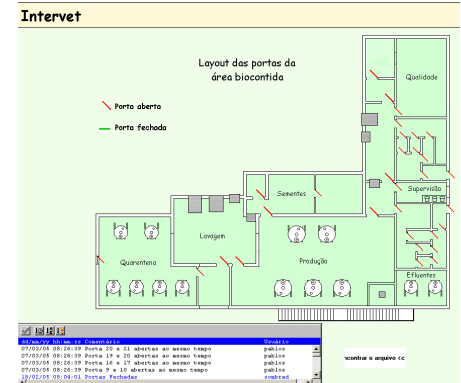 Intervet
Layout das portas da
área biocontida
Porta aberta
Porta fechada
Qualidade
Supervisão
Sementes
Lavagem
Quarentena
Produção
Efluentes
dd/mm/yy hh:mm:ss Comentário Usuário
07/03/05 08:26:39 Porta 20 e 21 abertas ao mesmo tempo pablos
07/03/05 08:26:39 Porta 19 e 20 abertas ao mesmo tempo pablos
07/03/05 08:26:39 Porta 16 e 17 abertas ao mesmo tempo pablos
07/03/05 08:26:39 Porta 9 e 10 abertas ao mesmo tempo pablos
18/02/05 08:04:01 Portas Fechadas sombrad
ncontrar o arquivo (c